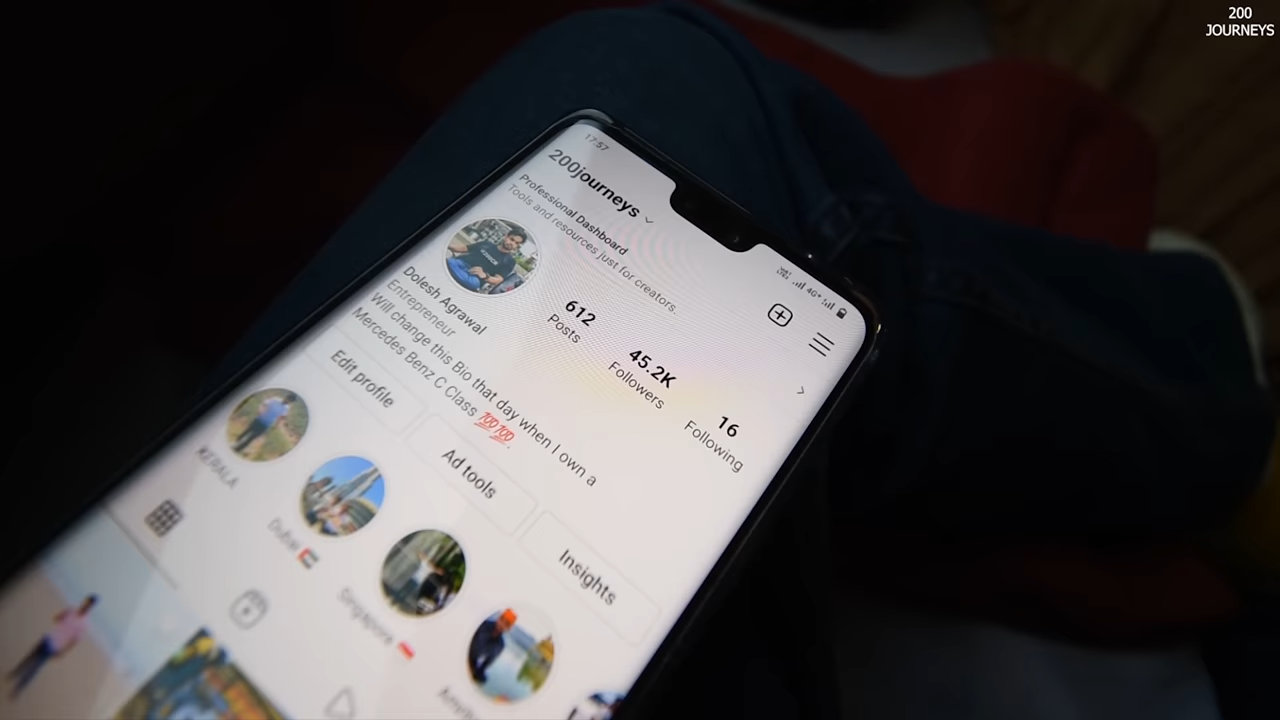 200
JOURNEYS
17:57
4G+
200journeys
Professional Dashboard
Tools and resources just for creators.
612
Posts
45.2K
Followers
16
Following
Dolesh Agrawal
Entrepreneur
Will change this Bio that day when I own a
Mercedes Benz C Class 💯💯.
Edit profile
Ad tools
Insights
KERALA
Dubai 🇦🇪
Singapore 🇸🇬